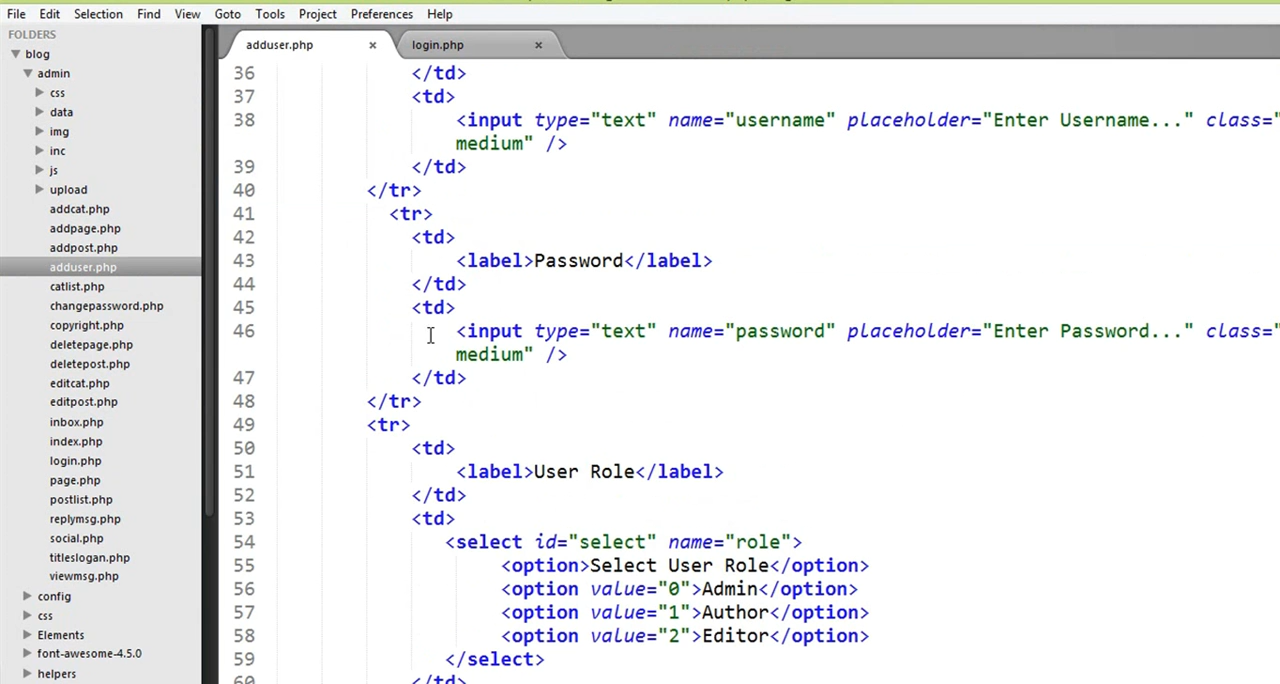 File Edit Selection Find View Goto Tools Project Preferences Help
FOLDERS
blog
admin
css
data
img
inc
js
upload
addcat.php
addpage.php
addpost.php
adduser.php
catlist.php
changepassword.php
copyright.php
deletepage.php
deletepost.php
editcat.php
editpost.php
inbox.php
index.php
login.php
page.php
postlist.php
replymsg.php
social.php
titleslogan.php
viewmsg.php
config
css
Elements
font-awesome-4.5.0
helpers
adduser.php × login.php ×
36 </td>
37 <td>
38 <input type="text" name="username" placeholder="Enter Username..." class="
medium" />
39 </td>
40 </tr>
41 <tr>
42 <td>
43 <label>Password</label>
44 </td>
45 <td>
46 <input type="text" name="password" placeholder="Enter Password..." class="
medium" />
47 </td>
48 </tr>
49 <tr>
50 <td>
51 <label>User Role</label>
52 </td>
53 <td>
54 <select id="select" name="role">
55 <option>Select User Role</option>
56 <option value="0">Admin</option>
57 <option value="1">Author</option>
58 <option value="2">Editor</option>
59 </select>
60 </td>